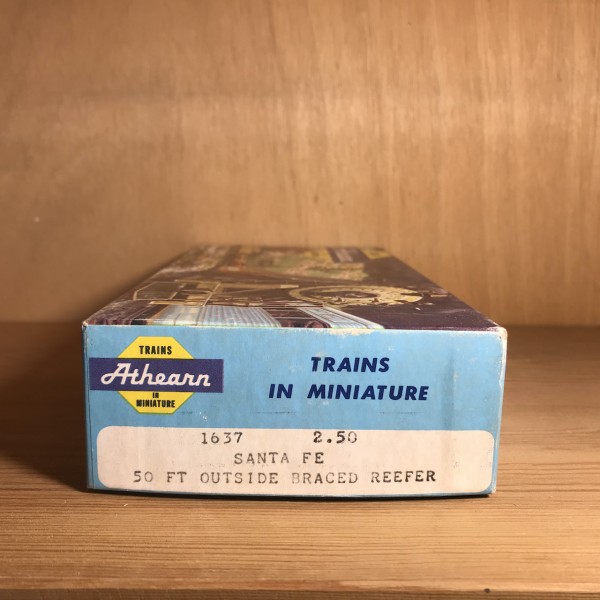 TRAINS
Athearn
IN
MINIATURE
TRAINS
IN MINIATURE
1637 2.50
SANTA FE
50 FT OUTSIDE BRACED REEFER